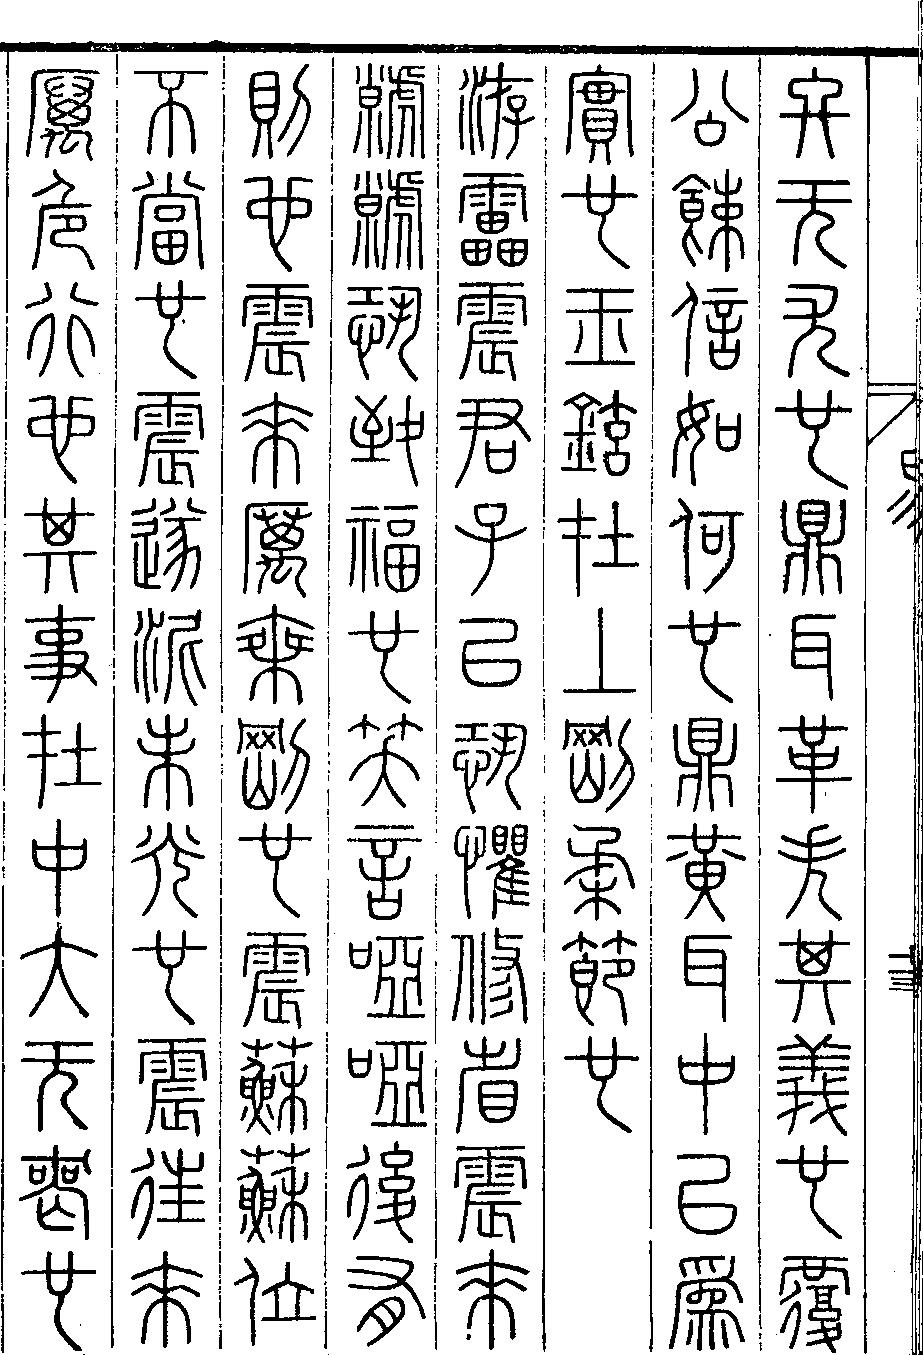 終无尤也鼎耳革失其義也覆
公餗信如何也鼎黃耳中以爲
實也玉鉉在上剛柔節也
洊雷震君子以恐懼修省震來
虩虩恐致福也笑言啞啞後有
則也震來厲乘剛也震蘇蘇位
不當也震遂泥未光也震往來
厲危行也其事在中大无喪也